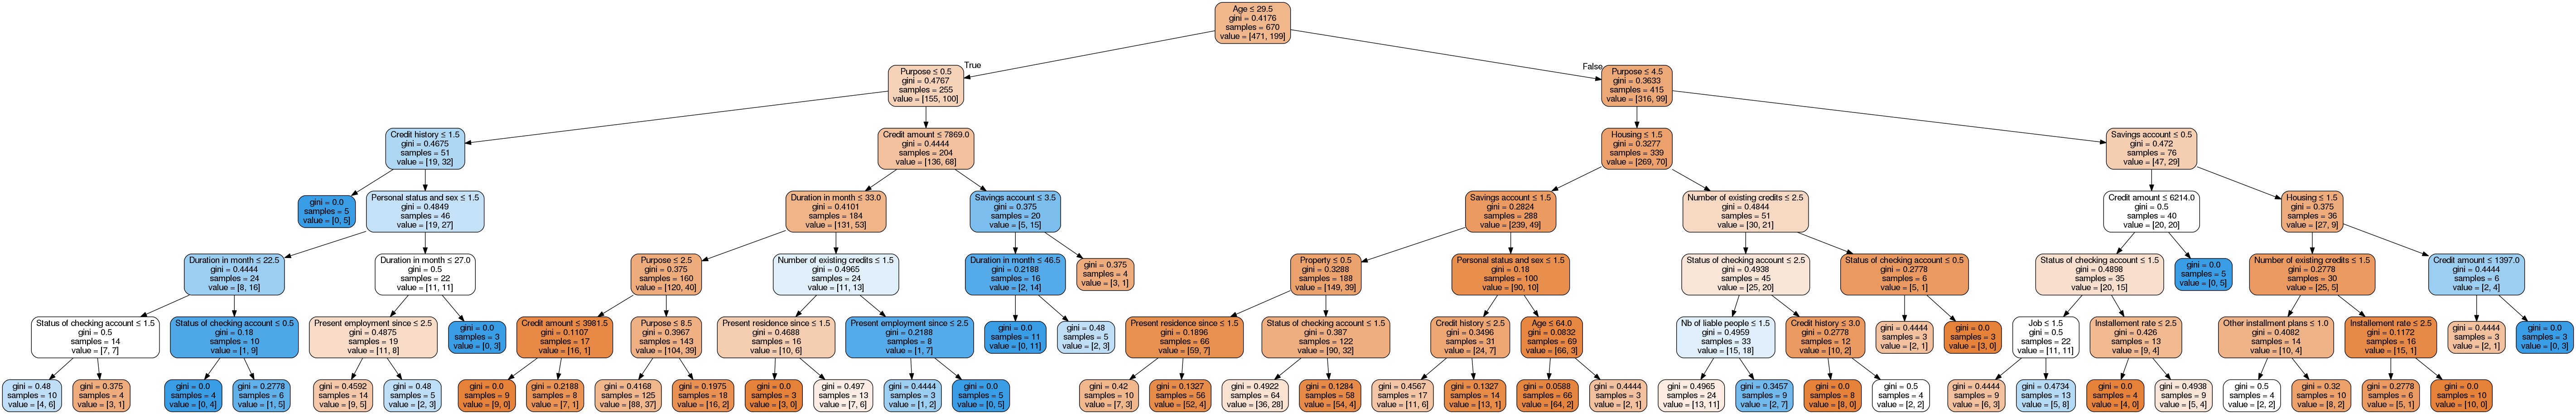 Age ≤ 29.5
gini = 0.4176
samples = 670
value = [471, 199]
True
False
Purpose ≤ 0.5
gini = 0.4767
samples = 255
value = [155, 100]
Purpose ≤ 4.5
gini = 0.3633
samples = 415
value = [316, 99]
Credit history ≤ 1.5
gini = 0.4675
samples = 51
value = [19, 32]
Credit amount ≤ 7869.0
gini = 0.4444
samples = 204
value = [136, 68]
Housing ≤ 1.5
gini = 0.3277
samples = 339
value = [269, 70]
Savings account ≤ 0.5
gini = 0.472
samples = 76
value = [47, 29]
gini = 0.0
samples = 5
value = [0, 5]
Personal status and sex ≤ 1.5
gini = 0.4849
samples = 46
value = [19, 27]
Duration in month ≤ 33.0
gini = 0.4101
samples = 184
value = [131, 53]
Savings account ≤ 3.5
gini = 0.375
samples = 20
value = [5, 15]
Savings account ≤ 1.5
gini = 0.2824
samples = 288
value = [239, 49]
Number of existing credits ≤ 2.5
gini = 0.4844
samples = 51
value = [30, 21]
Credit amount ≤ 6214.0
gini = 0.5
samples = 40
value = [20, 20]
Housing ≤ 1.5
gini = 0.375
samples = 36
value = [27, 9]
Duration in month ≤ 22.5
gini = 0.4444
samples = 24
value = [8, 16]
Duration in month ≤ 27.0
gini = 0.5
samples = 22
value = [11, 11]
Purpose ≤ 2.5
gini = 0.375
samples = 160
value = [120, 40]
Number of existing credits ≤ 1.5
gini = 0.4965
samples = 24
value = [11, 13]
Duration in month ≤ 46.5
gini = 0.2188
samples = 16
value = [2, 14]
gini = 0.375
samples = 4
value = [3, 1]
Property ≤ 0.5
gini = 0.3288
samples = 188
value = [149, 39]
Personal status and sex ≤ 1.5
gini = 0.18
samples = 100
value = [90, 10]
Status of checking account ≤ 2.5
gini = 0.4938
samples = 45
value = [25, 20]
Status of checking account ≤ 0.5
gini = 0.2778
samples = 6
value = [5, 1]
Status of checking account ≤ 1.5
gini = 0.4898
samples = 35
value = [20, 15]
gini = 0.0
samples = 5
value = [0, 5]
Number of existing credits ≤ 1.5
gini = 0.2778
samples = 30
value = [25, 5]
Credit amount ≤ 1397.0
gini = 0.4444
samples = 6
value = [2, 4]
Status of checking account ≤ 1.5
gini = 0.5
samples = 14
value = [7, 7]
Status of checking account ≤ 0.5
gini = 0.18
samples = 10
value = [1, 9]
Present employment since ≤ 2.5
gini = 0.4875
samples = 19
value = [11, 8]
gini = 0.0
samples = 3
value = [0, 3]
Credit amount ≤ 3981.5
gini = 0.1107
samples = 17
value = [16, 1]
Purpose ≤ 8.5
gini = 0.3967
samples = 143
value = [104, 39]
Present residence since ≤ 1.5
gini = 0.4688
samples = 16
value = [10, 6]
Present employment since ≤ 2.5
gini = 0.2188
samples = 8
value = [1, 7]
gini = 0.0
samples = 11
value = [0, 11]
gini = 0.48
samples = 5
value = [2, 3]
Present residence since ≤ 1.5
gini = 0.1896
samples = 66
value = [59, 7]
Status of checking account ≤ 1.5
gini = 0.387
samples = 122
value = [90, 32]
Credit history ≤ 2.5
gini = 0.3496
samples = 31
value = [24, 7]
Age ≤ 64.0
gini = 0.0832
samples = 69
value = [66, 3]
Nb of liable people ≤ 1.5
gini = 0.4959
samples = 33
value = [15, 18]
Credit history ≤ 3.0
gini = 0.2778
samples = 12
value = [10, 2]
gini = 0.4444
samples = 3
value = [2, 1]
gini = 0.0
samples = 3
value = [3, 0]
Job ≤ 1.5
gini = 0.5
samples = 22
value = [11, 11]
Installement rate ≤ 2.5
gini = 0.426
samples = 13
value = [9, 4]
Other installment plans ≤ 1.0
gini = 0.4082
samples = 14
value = [10, 4]
Installement rate ≤ 2.5
gini = 0.1172
samples = 16
value = [15, 1]
gini = 0.4444
samples = 3
value = [2, 1]
gini = 0.0
samples = 3
value = [0, 3]
gini = 0.48
samples = 10
value = [4, 6]
gini = 0.375
samples = 4
value = [3, 1]
gini = 0.0
samples = 4
value = [0, 4]
gini = 0.2778
samples = 6
value = [1, 5]
gini = 0.4592
samples = 14
value = [9, 5]
gini = 0.48
samples = 5
value = [2, 3]
gini = 0.0
samples = 9
value = [9, 0]
gini = 0.2188
samples = 8
value = [7, 1]
gini = 0.4168
samples = 125
value = [88, 37]
gini = 0.1975
samples = 18
value = [16, 2]
gini = 0.0
samples = 3
value = [3, 0]
gini = 0.497
samples = 13
value = [7, 6]
gini = 0.4444
samples = 3
value = [1, 2]
gini = 0.0
samples = 5
value = [0, 5]
gini = 0.42
samples = 10
value = [7, 3]
gini = 0.1327
samples = 56
value = [52, 4]
gini = 0.4922
samples = 64
value = [36, 28]
gini = 0.1284
samples = 58
value = [54, 4]
gini = 0.4567
samples = 17
value = [11, 6]
gini = 0.1327
samples = 14
value = [13, 1]
gini = 0.0588
samples = 66
value = [64, 2]
gini = 0.4444
samples = 3
value = [2, 1]
gini = 0.4965
samples = 24
value = [13, 11]
gini = 0.3457
samples = 9
value = [2, 7]
gini = 0.0
samples = 8
value = [8, 0]
gini = 0.5
samples = 4
value = [2, 2]
gini = 0.4444
samples = 9
value = [6, 3]
gini = 0.4734
samples = 13
value = [5, 8]
gini = 0.0
samples = 4
value = [4, 0]
gini = 0.4938
samples = 9
value = [5, 4]
gini = 0.5
samples = 4
value = [2, 2]
gini = 0.32
samples = 10
value = [8, 2]
gini = 0.2778
samples = 6
value = [5, 1]
gini = 0.0
samples = 10
value = [10, 0]